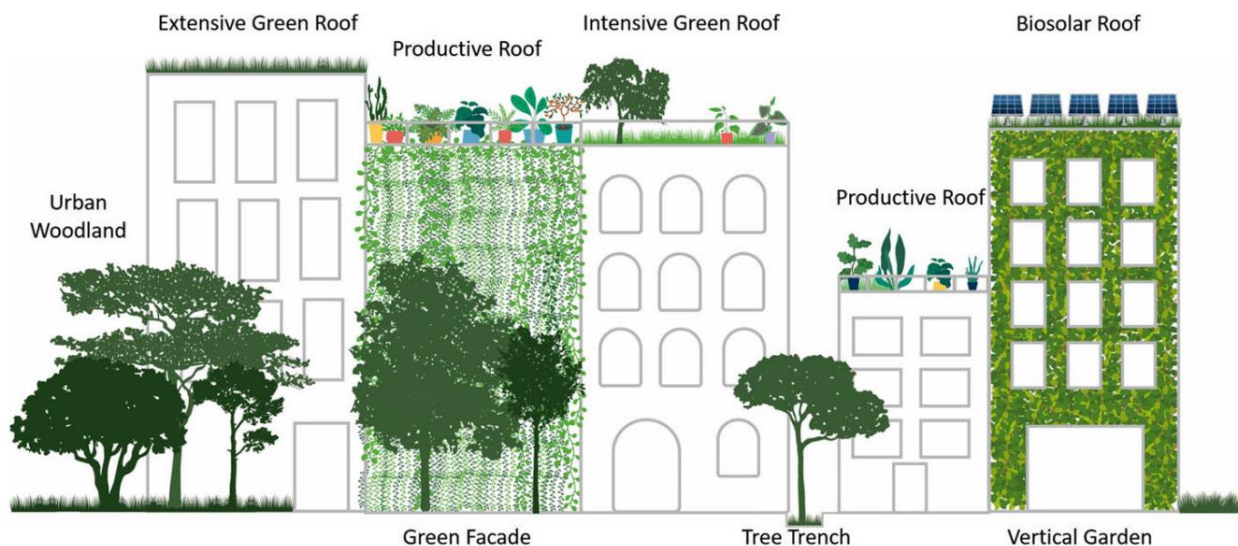 Extensive Green Roof
Productive Roof
Intensive Green Roof
Biosolar Roof
Urban
Woodland
Productive Roof
Green Facade
Tree Trench
Vertical Garden